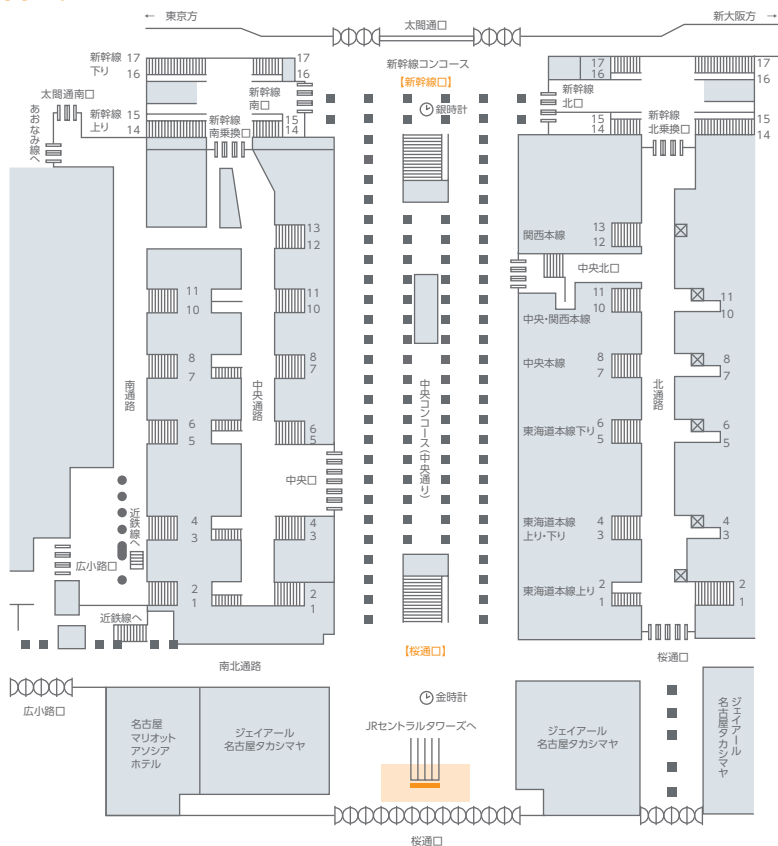 ← 東京方
太閤通口
新大阪方 →
新幹線
下り
17
16
17
16
新幹線コンコース
【新幹線口】
17
16
17
16
太閤通南口
新幹線
南口
銀時計
新幹線
北口
あおなみ線へ
新幹線
上り
15
14
新幹線
南乗換口
15
14
15
14
新幹線
北乗換口
15
14
13
12
関西本線
13
12
中央北口
11
10
11
10
中央・関西本線
11
10
11
10
南通路
中央通路
中央コンコース(中央通り)
北通路
8
7
8
7
中央本線
8
7
8
7
6
5
6
5
東海道本線下り
6
5
6
5
中央口
近鉄線へ
4
3
4
3
東海道本線
上り・下り
4
3
4
3
広小路口
2
1
2
1
東海道本線上り
2
1
2
1
近鉄線へ
【桜通口】
桜通口
南北通路
広小路口
金時計
名古屋
マリオット
アソシア
ホテル
ジェイアール
名古屋タカシマヤ
JRセントラルタワーズへ
ジェイアール
名古屋タカシマヤ
ジェイアール
名古屋タカシマヤ
桜通口